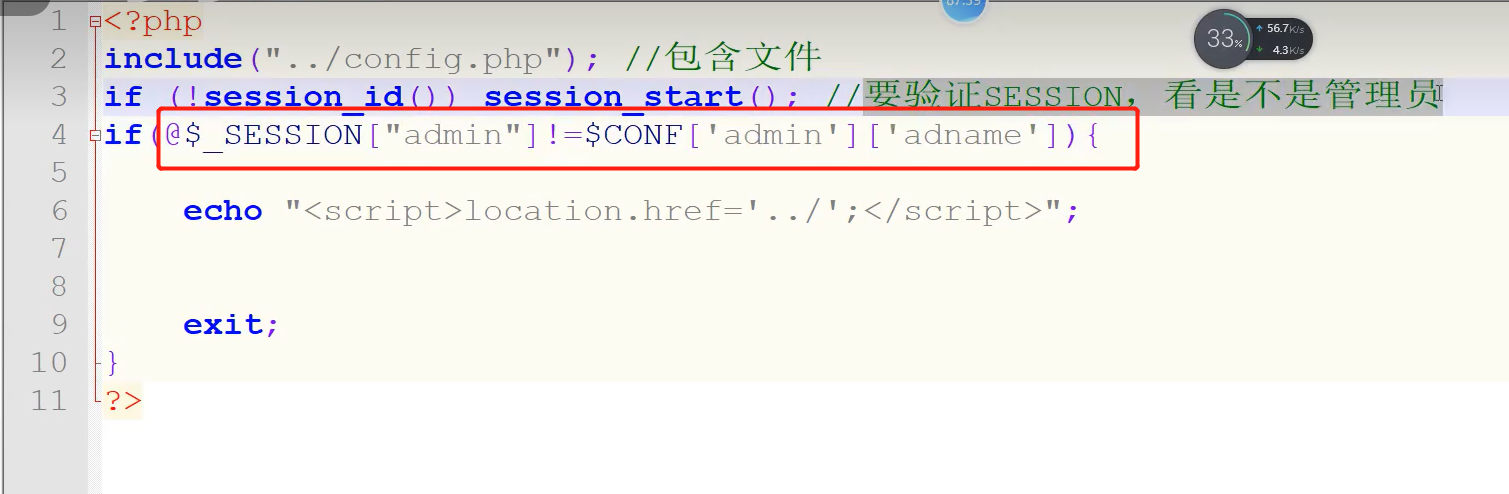 87:39
33%
56.7K/s
4.3K/s
1 <?php
2 include("../config.php"); //包含文件
3 if (!session_id()) session_start(); //要验证SESSION，看是不是管理员
4 if(@$_SESSION["admin"]!=$CONF['admin']['adname']){
5
6 echo "<script>location.href='../';</script>";
7
8
9 exit;
10 }
11 ?>